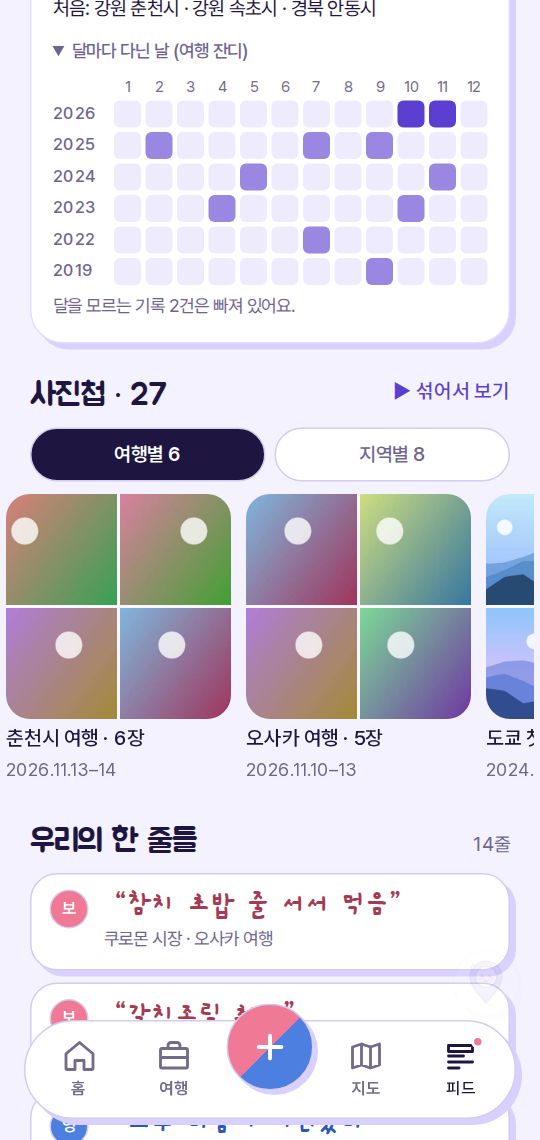 처음: 강원 춘천시 · 강원 속초시 · 경북 안동시
▼ 달마다 다닌 날 (여행 잔디)
1 2 3 4 5 6 7 8 9 10 11 12
2026
2025
2024
2023
2022
2019
달을 모르는 기록 2건은 빠져 있어요.
사진첩 · 27
▶ 섞어서 보기
여행별 6
지역별 8
춘천시 여행 · 6장
2026.11.13–14
오사카 여행 · 5장
2026.11.10–13
도쿄
2024.
우리의 한 줄들
14줄
보
“참치 초밥 줄 서서 먹음”
쿠로몬 시장 · 오사카 여행
보
“갈치조림
홈
여행
+
지도
피드